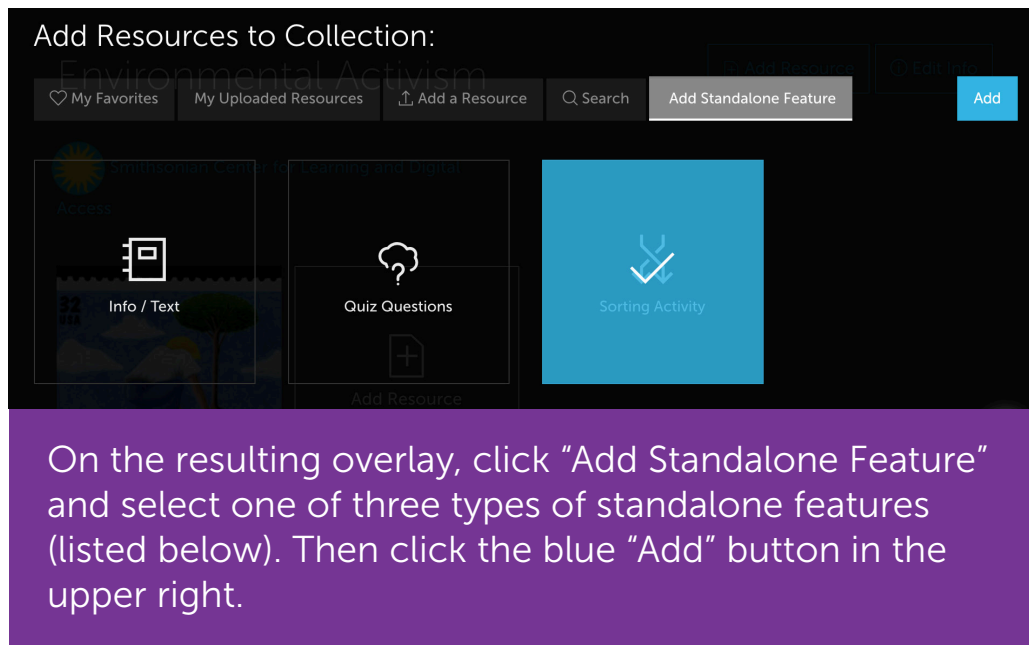 Add Resources to Collection:
Environmental Activism
Add Resource
Edit Info
My Favorites
My Uploaded Resources
Add a Resource
Search
Add Standalone Feature
Add
Smithsonian Center for Learning and Digital
Access
32
USA
Info / Text
Quiz Questions
Sorting Activity
Add Resource
On the resulting overlay, click “Add Standalone Feature”
and select one of three types of standalone features
(listed below). Then click the blue “Add” button in the
upper right.